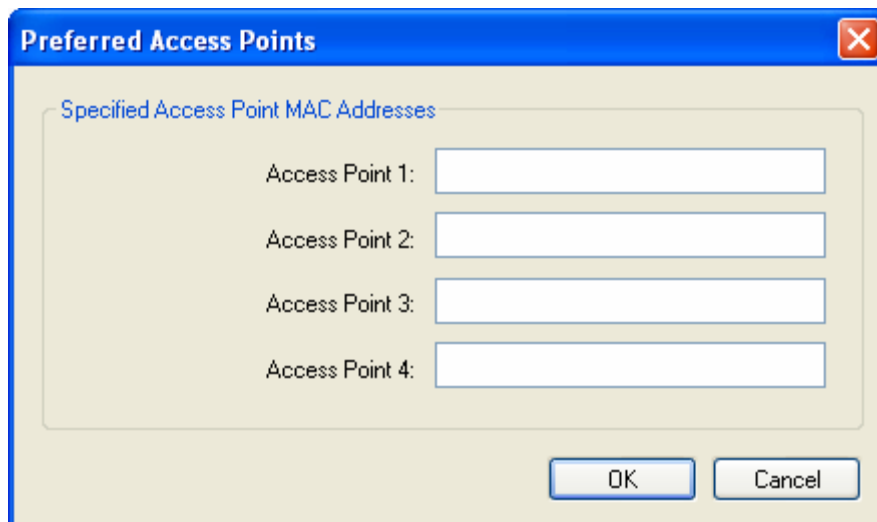 Preferred Access Points
Specified Access Point MAC Addresses
Access Point 1:
Access Point 2:
Access Point 3:
Access Point 4:
OK
Cancel